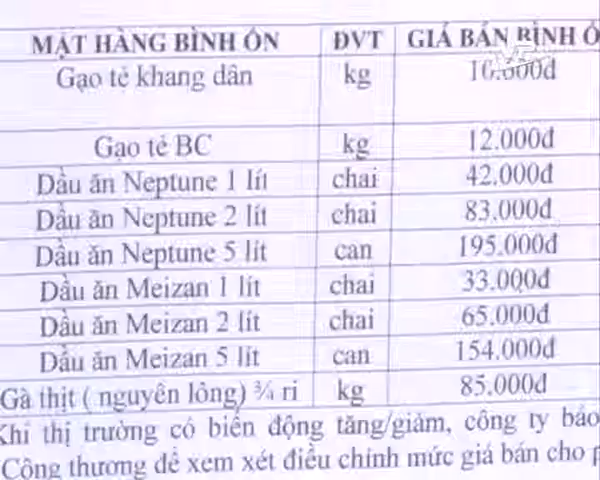 MẶT HÀNG BÌNH ỔN ĐVT GIÁ BÁN BÌNH Ổ
Gạo tẻ khang dân kg 10.000đ
Gạo tẻ BC kg 12.000đ
Dầu ăn Neptune 1 lít chai 42.000đ
Dầu ăn Neptune 2 lít chai 83.000đ
Dầu ăn Neptune 5 lít can 195.000đ
Dầu ăn Meizan 1 lít chai 33.000đ
Dầu ăn Meizan 2 lít chai 65.000đ
Dầu ăn Meizan 5 lít can 154.000đ
Gà thịt ( nguyên lông) ¾ ri kg 85.000đ
Khi thị trường có biến động tăng/giảm, công ty báo
Công thương để xem xét điều chỉnh mức giá bán cho p